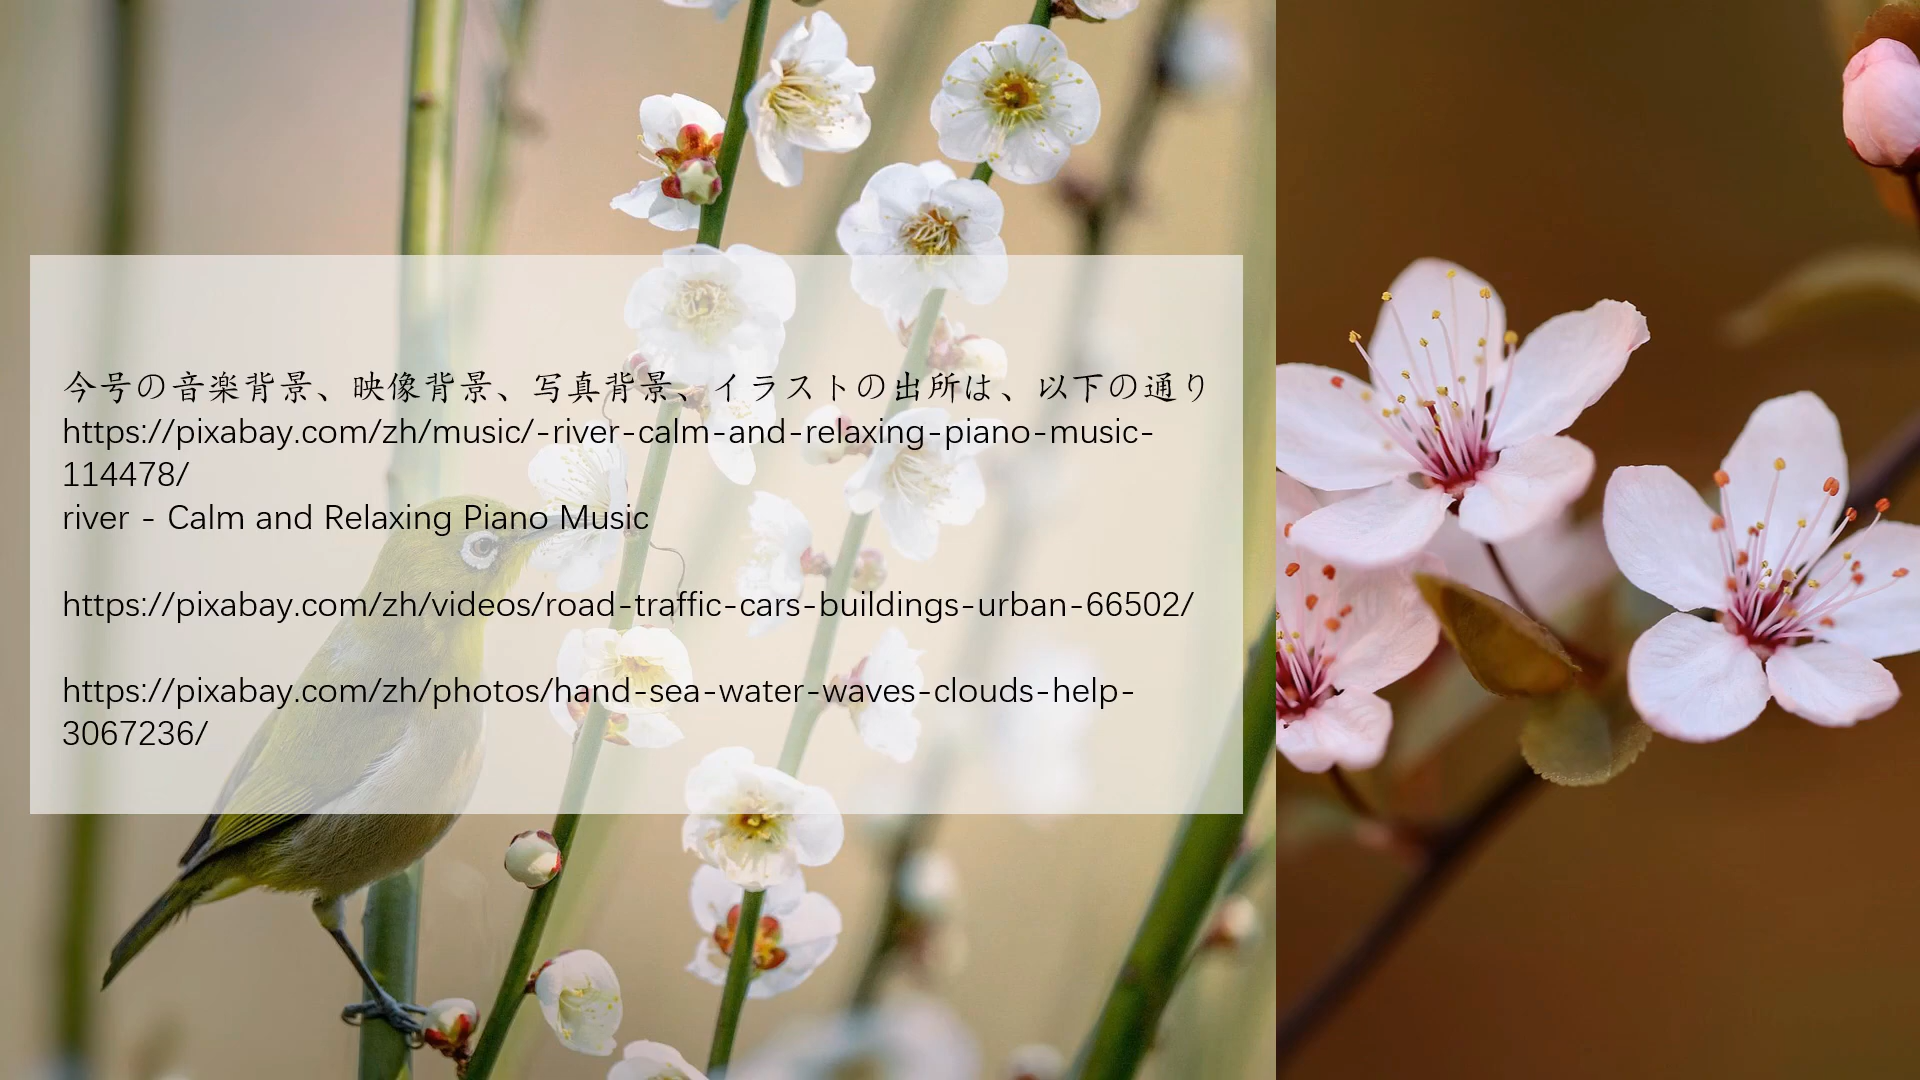 今号の音楽背景、映像背景、写真背景、イラストの出所は、以下の通り
https://pixabay.com/zh/music/-river-calm-and-relaxing-piano-music-
114478/
river - Calm and Relaxing Piano Music
https://pixabay.com/zh/videos/road-traffic-cars-buildings-urban-66502/
https://pixabay.com/zh/photos/hand-sea-water-waves-clouds-help-
3067236/